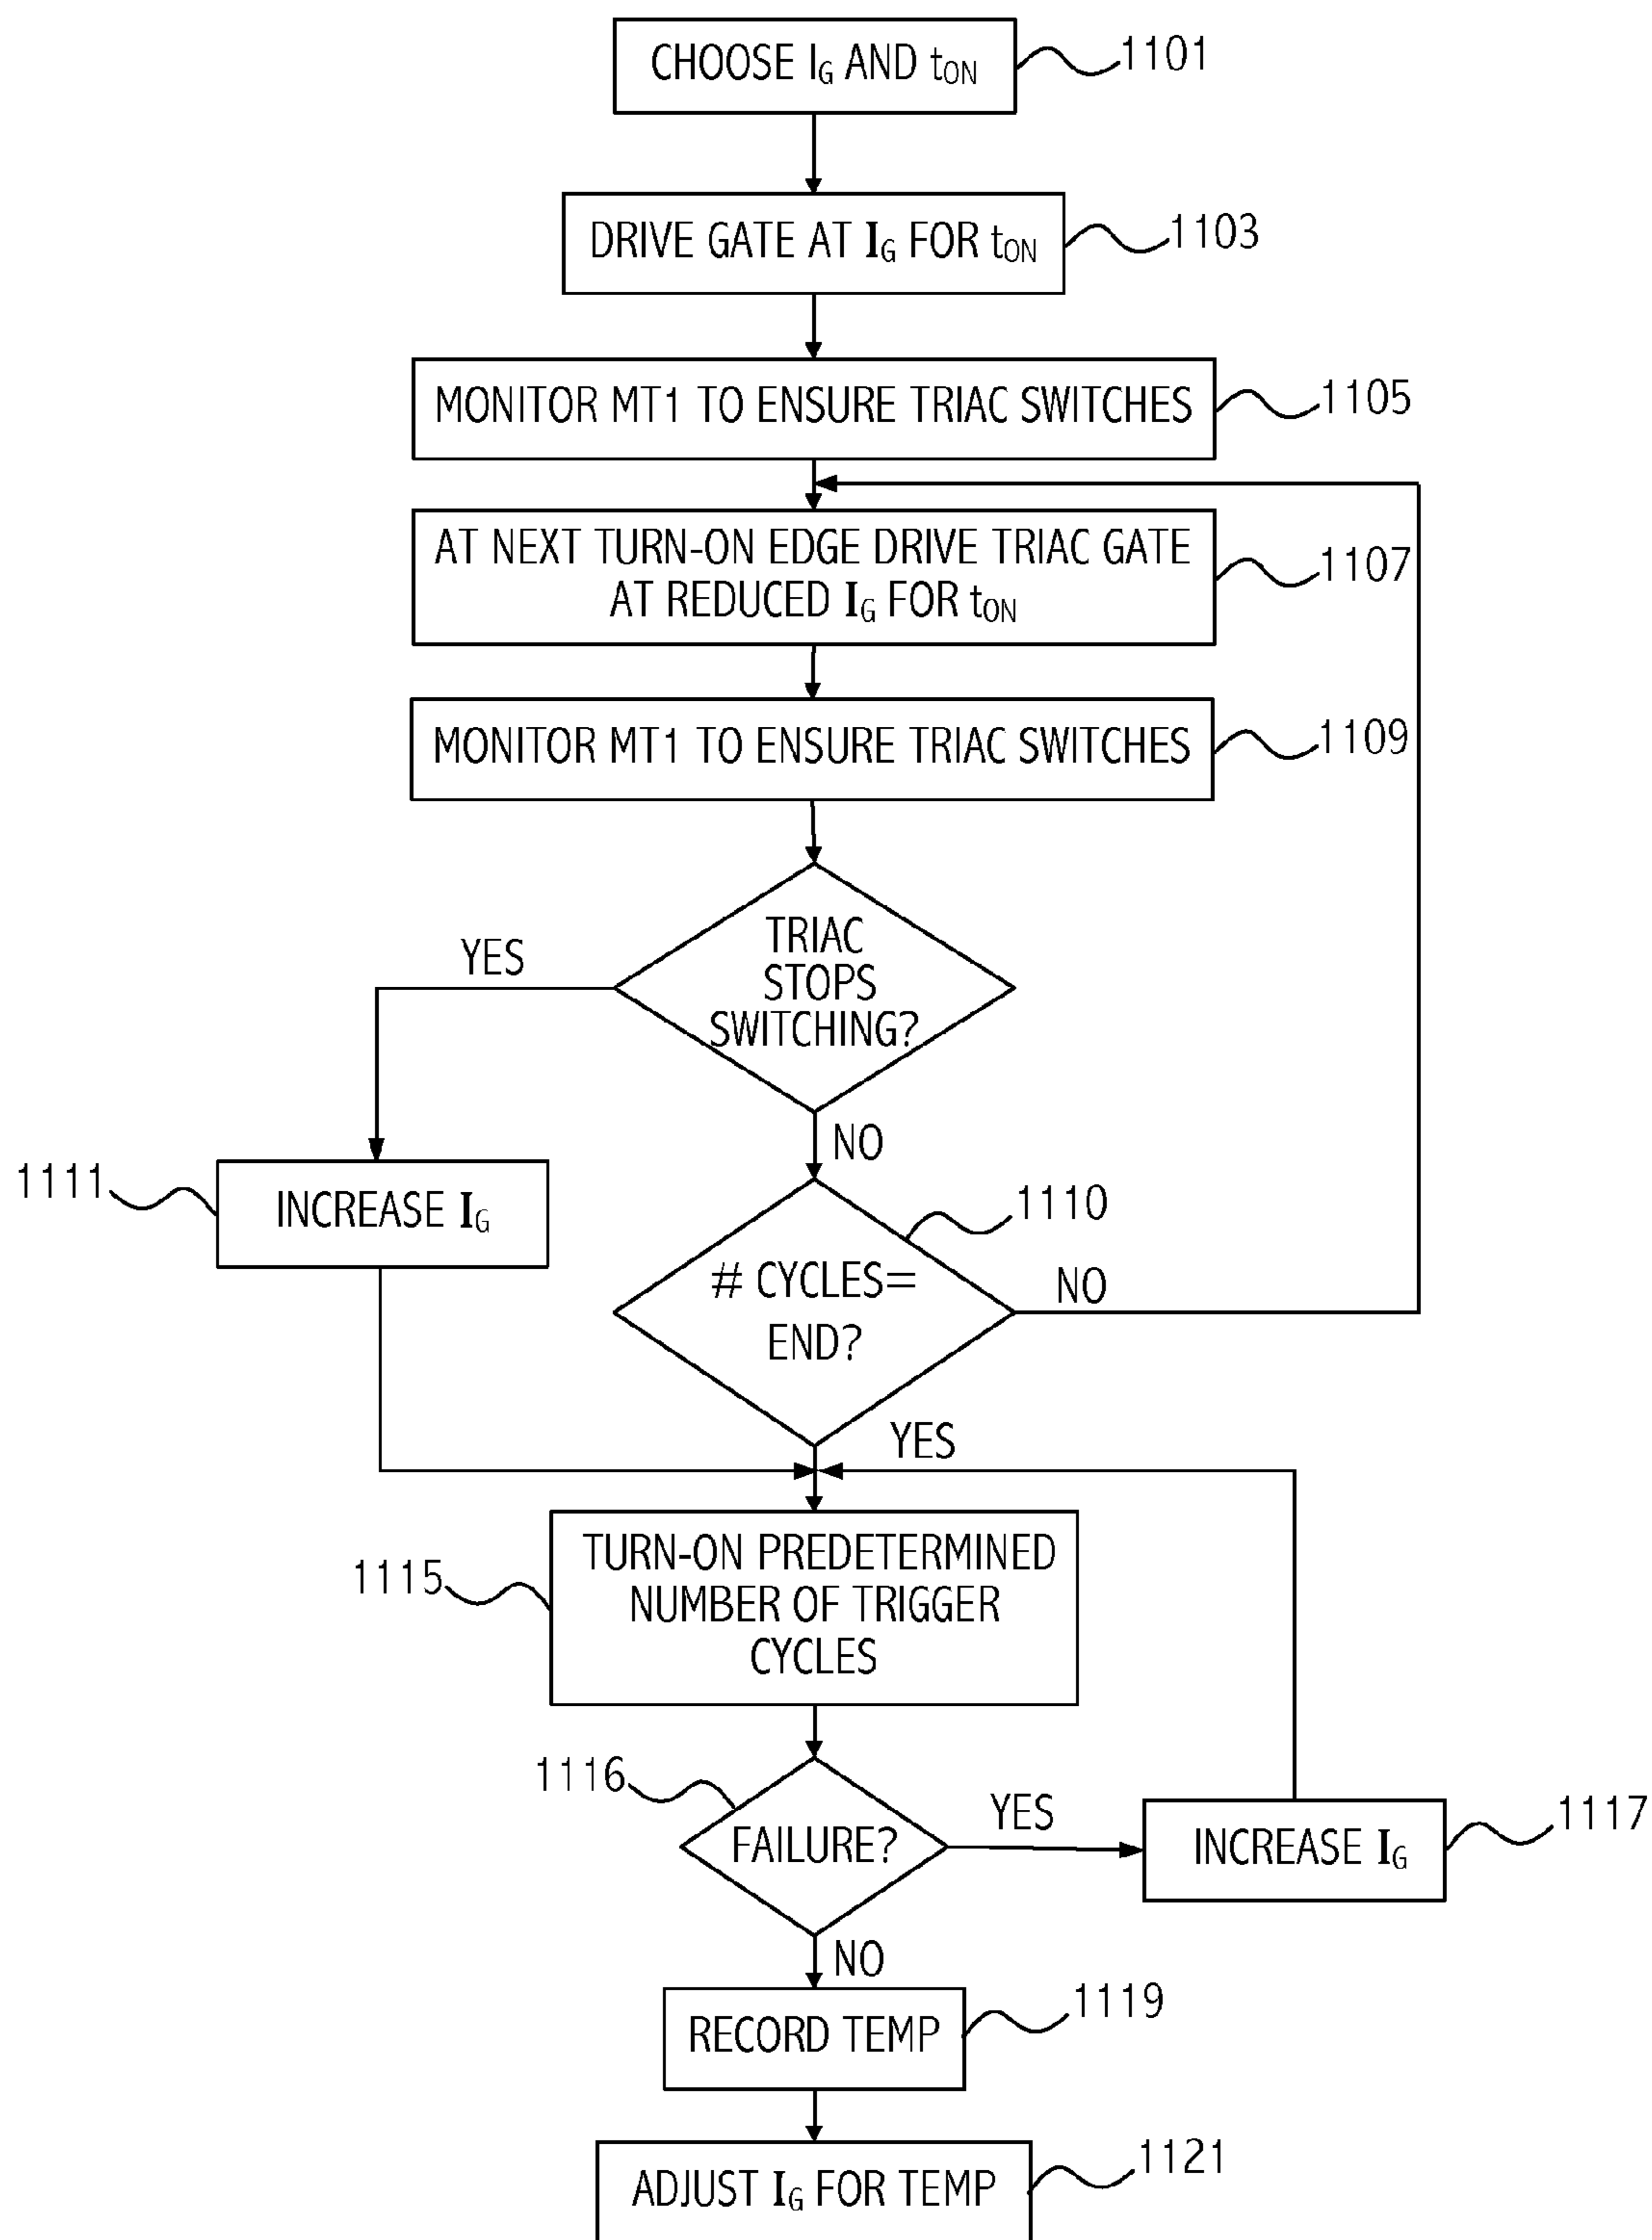 CHOOSE IG AND tON
1101
DRIVE GATE AT IG FOR tON
1103
MONITOR MT1 TO ENSURE TRIAC SWITCHES
1105
AT NEXT TURN-ON EDGE DRIVE TRIAC GATE
AT REDUCED IG FOR tON
1107
MONITOR MT1 TO ENSURE TRIAC SWITCHES
1109
TRIAC
STOPS
SWITCHING?
YES
NO
1111
INCREASE IG
1110
# CYCLES=
END?
NO
YES
1115
TURN-ON PREDETERMINED
NUMBER OF TRIGGER
CYCLES
1116
FAILURE?
YES
INCREASE IG
1117
NO
RECORD TEMP
1119
ADJUST IG FOR TEMP
1121